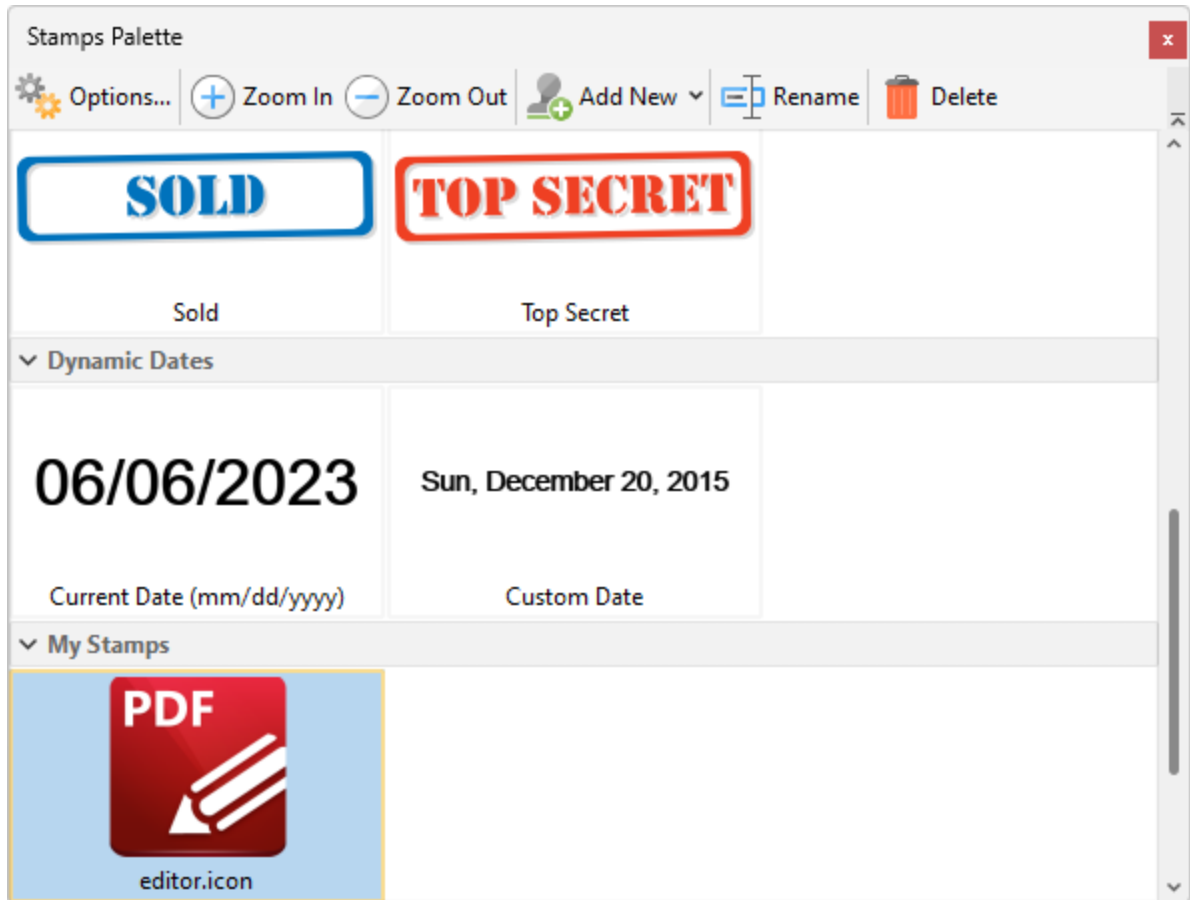 Stamps Palette
x
Options... Zoom In Zoom Out Add New Rename Delete
SOLD TOP SECRET
Sold Top Secret
Dynamic Dates
06/06/2023 Sun, December 20, 2015
Current Date (mm/dd/yyyy) Custom Date
My Stamps
PDF
editor.icon